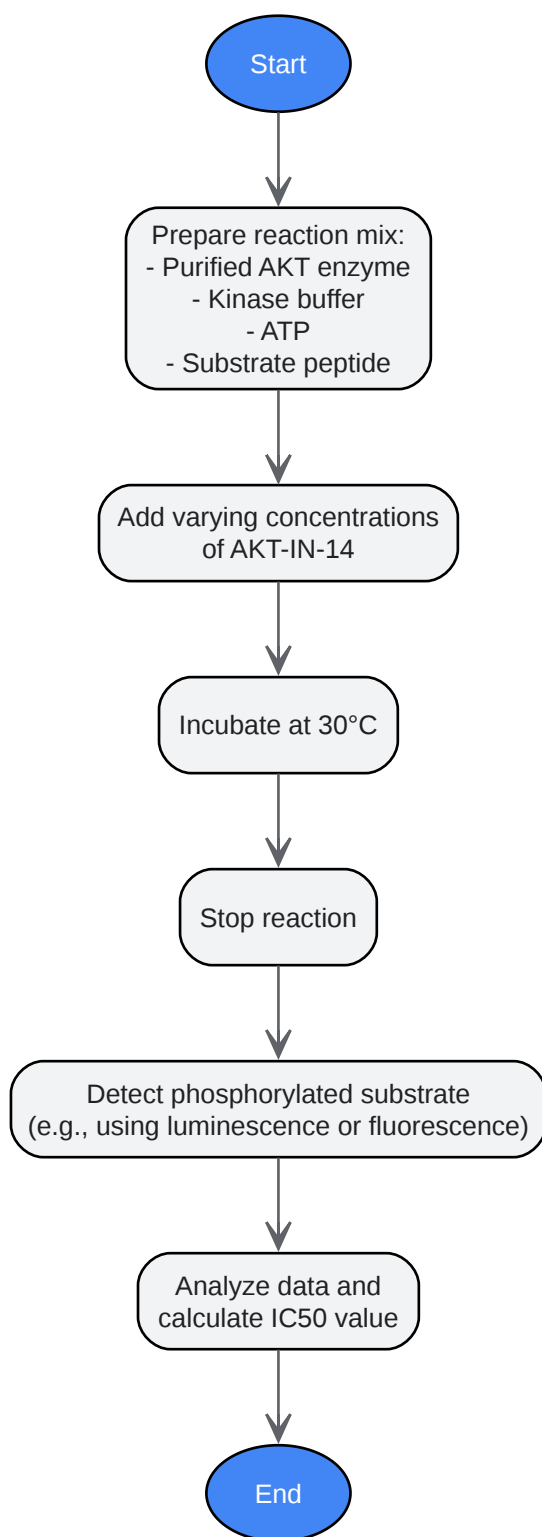 Start
Prepare reaction mix:
- Purified AKT enzyme
- Kinase buffer
- ATP
- Substrate peptide
Add varying concentrations
of AKT-IN-14
Incubate at 30°C
Stop reaction
Detect phosphorylated substrate
(e.g., using luminescence or fluorescence)
Analyze data and
calculate IC50 value
End